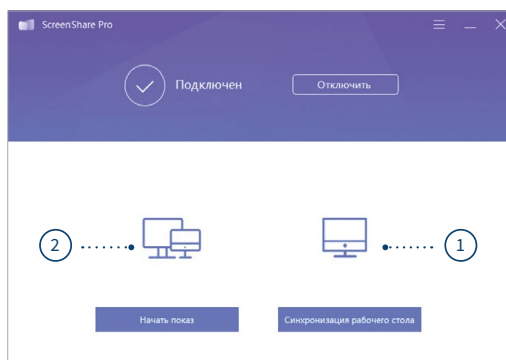 ScreenShare Pro
Подключен
Отключить
2
1
Начать показ
Синхронизация рабочего стола